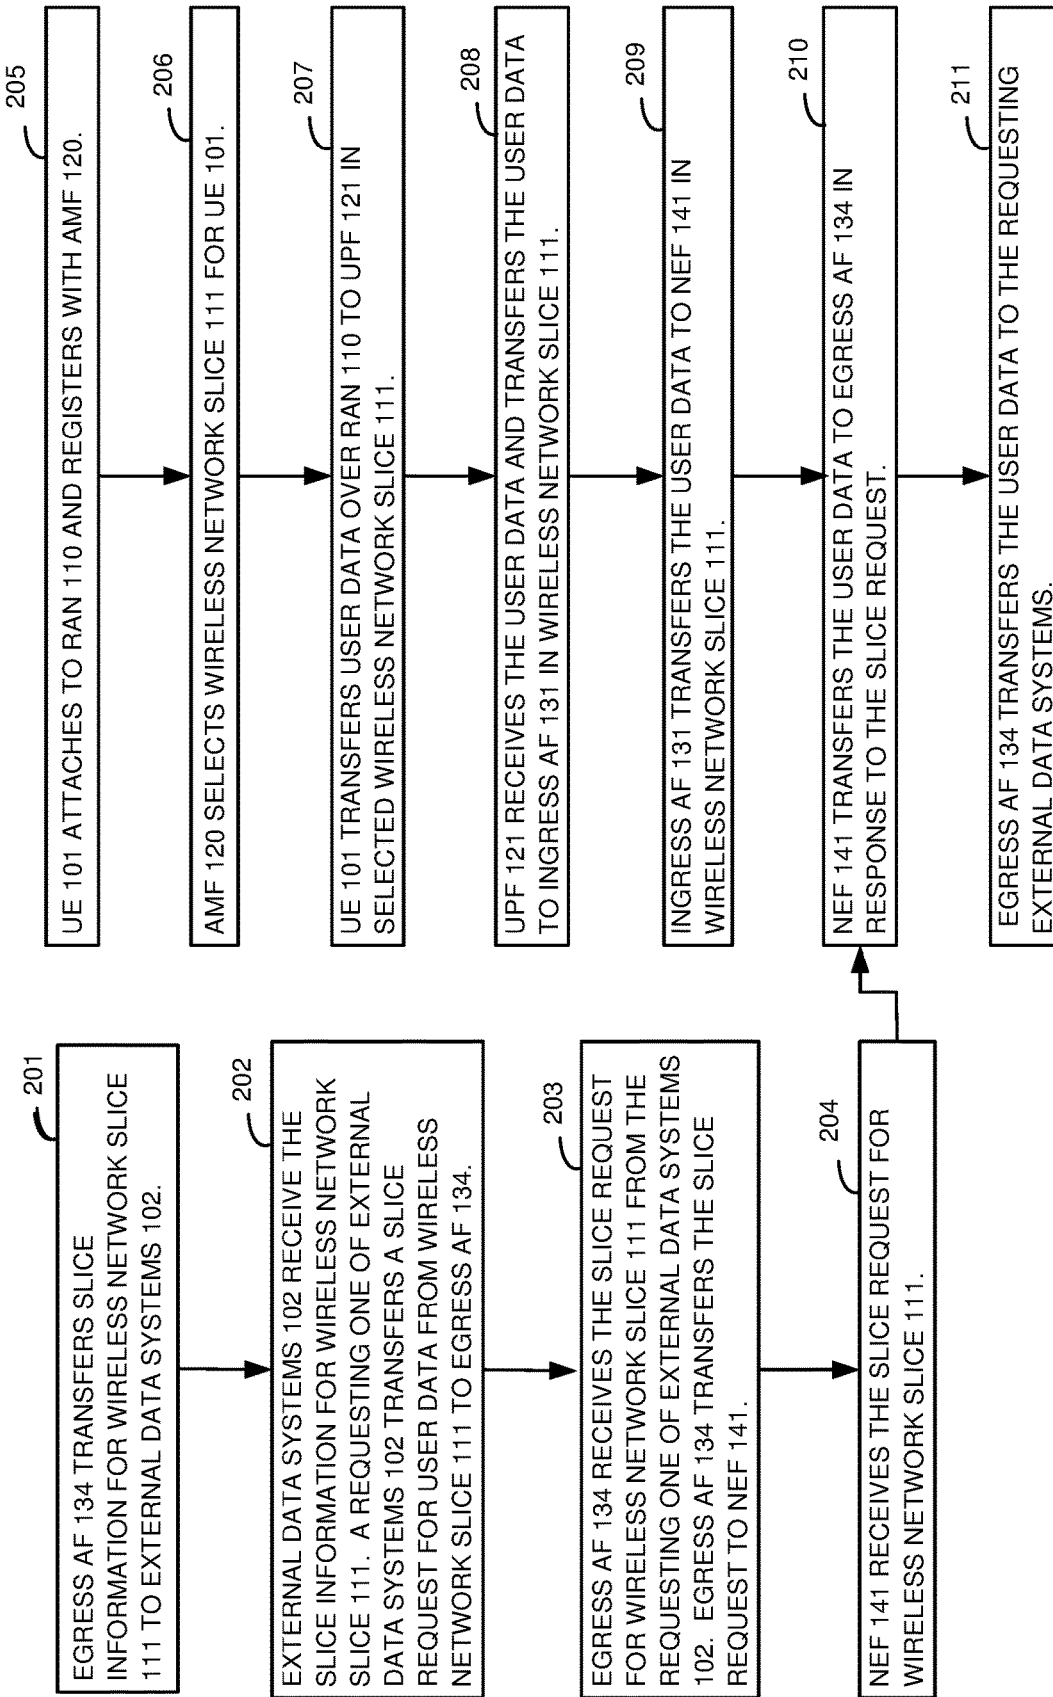 201
EGRESS AF 134 TRANSFERS SLICE
INFORMATION FOR WIRELESS NETWORK SLICE
111 TO EXTERNAL DATA SYSTEMS 102.
202
EXTERNAL DATA SYSTEMS 102 RECEIVE THE
SLICE INFORMATION FOR WIRELESS NETWORK
SLICE 111. A REQUESTING ONE OF EXTERNAL
DATA SYSTEMS 102 TRANSFERS A SLICE
REQUEST FOR USER DATA FROM WIRELESS
NETWORK SLICE 111 TO EGRESS AF 134.
203
EGRESS AF 134 RECEIVES THE SLICE REQUEST
FOR WIRELESS NETWORK SLICE 111 FROM THE
REQUESTING ONE OF EXTERNAL DATA SYSTEMS
102. EGRESS AF 134 TRANSFERS THE SLICE
REQUEST TO NEF 141.
204
NEF 141 RECEIVES THE SLICE REQUEST FOR
WIRELESS NETWORK SLICE 111.
205
UE 101 ATTACHES TO RAN 110 AND REGISTERS WITH AMF 120.
206
AMF 120 SELECTS WIRELESS NETWORK SLICE 111 FOR UE 101.
207
UE 101 TRANSFERS USER DATA OVER RAN 110 TO UPF 121 IN
SELECTED WIRELESS NETWORK SLICE 111.
208
UPF 121 RECEIVES THE USER DATA AND TRANSFERS THE USER DATA
TO INGRESS AF 131 IN WIRELESS NETWORK SLICE 111.
209
INGRESS AF 131 TRANSFERS THE USER DATA TO NEF 141 IN
WIRELESS NETWORK SLICE 111.
210
NEF 141 TRANSFERS THE USER DATA TO EGRESS AF 134 IN
RESPONSE TO THE SLICE REQUEST.
211
EGRESS AF 134 TRANSFERS THE USER DATA TO THE REQUESTING
EXTERNAL DATA SYSTEMS.